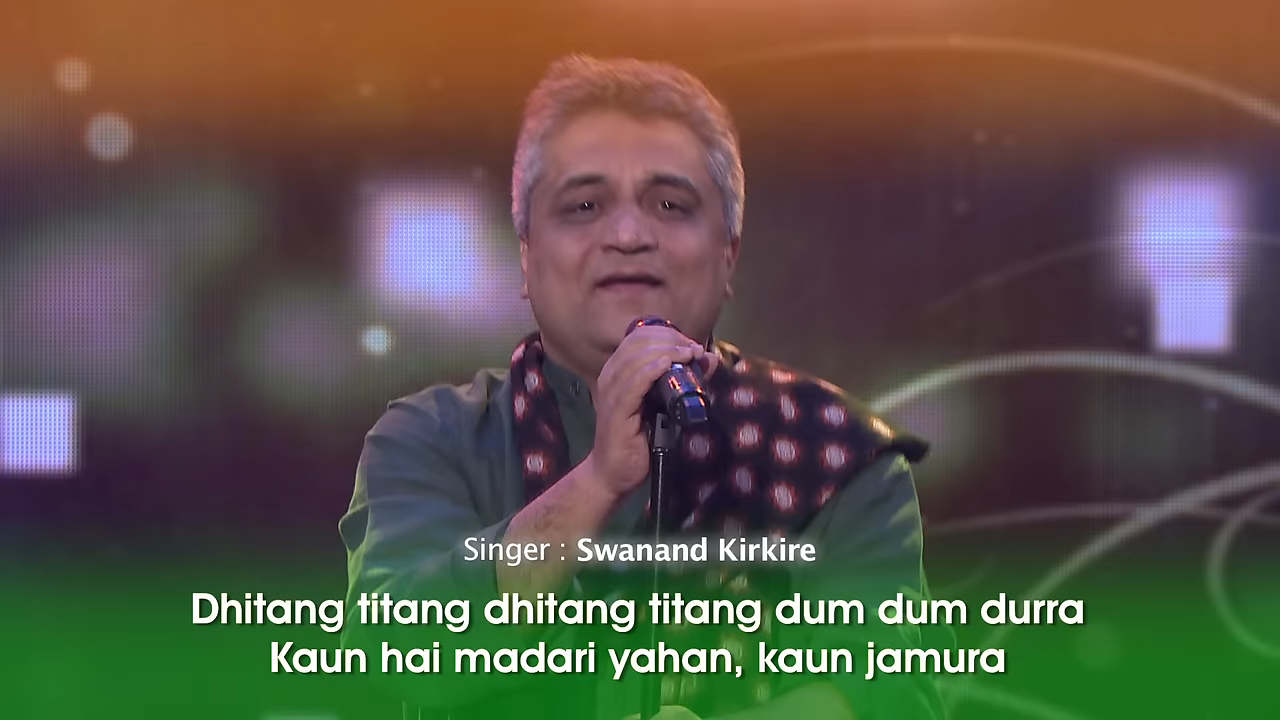 Singer : Swanand Kirkire
Dhitang titang dhitang titang dum dum durra
Kaun hai madari yahan, kaun jamura